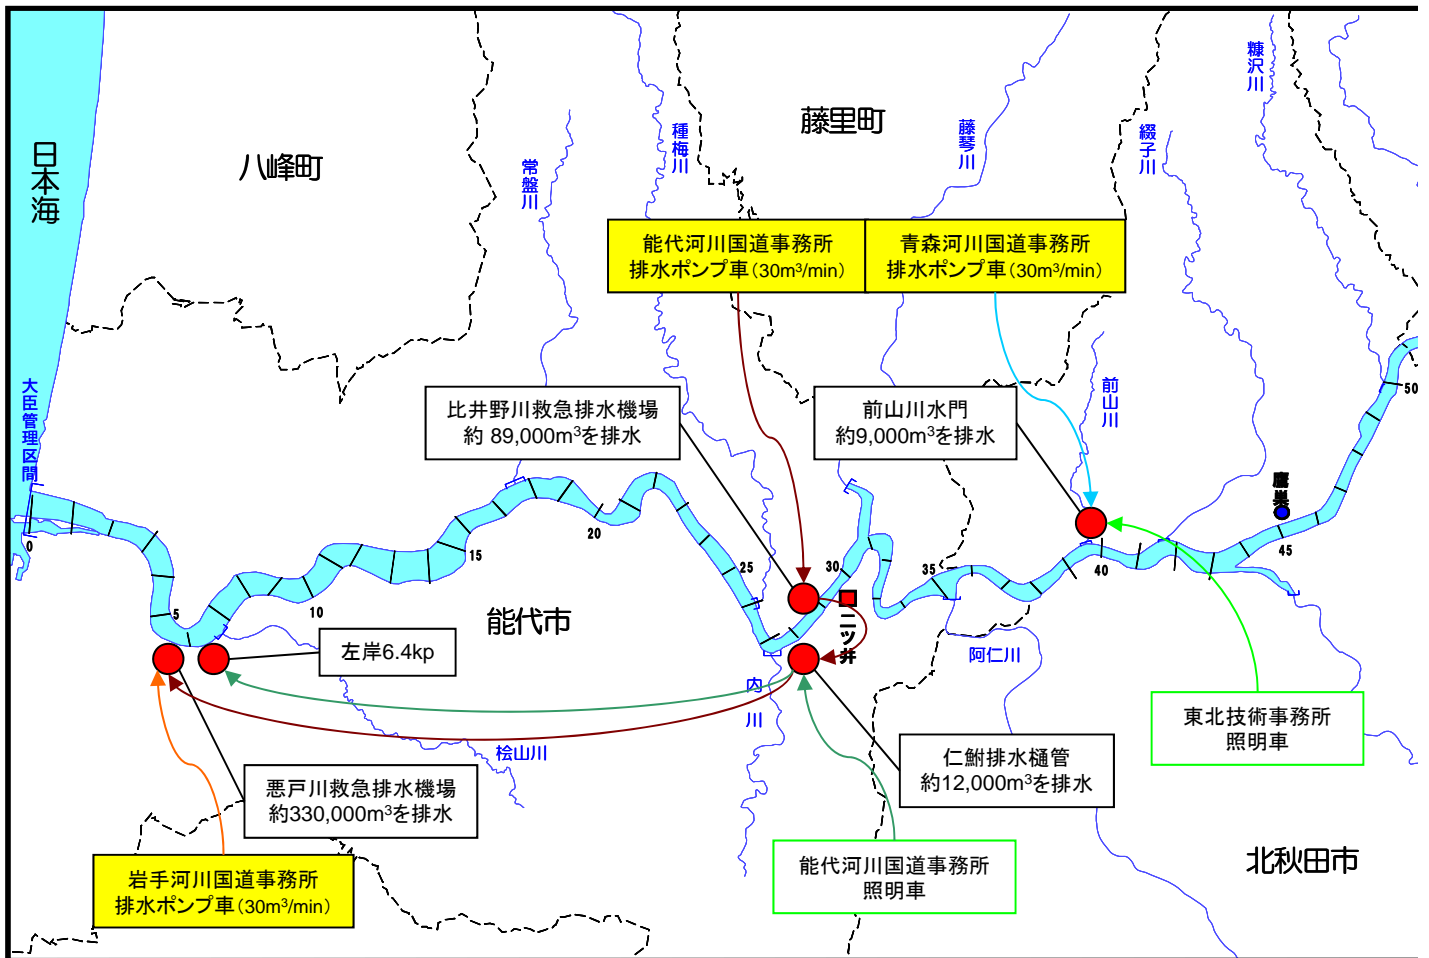 日本海
八峰町
藤里町
常盤川
種梅川
藤琴川
綴子川
糠沢川
能代河川国道事務所
排水ポンプ車(30m³/min)
青森河川国道事務所
排水ポンプ車(30m³/min)
大臣管理区間
比井野川救急排水機場
約 89,000m³を排水
前山川水門
約9,000m³を排水
前山川
鷹巣
0
5
10
15
20
25
30
35
40
45
50
能代市
二ツ井
左岸6.4kp
阿仁川
内川
桧山川
東北技術事務所
照明車
悪戸川救急排水機場
約330,000m³を排水
仁鮒排水樋管
約12,000m³を排水
岩手河川国道事務所
排水ポンプ車(30m³/min)
能代河川国道事務所
照明車
北秋田市